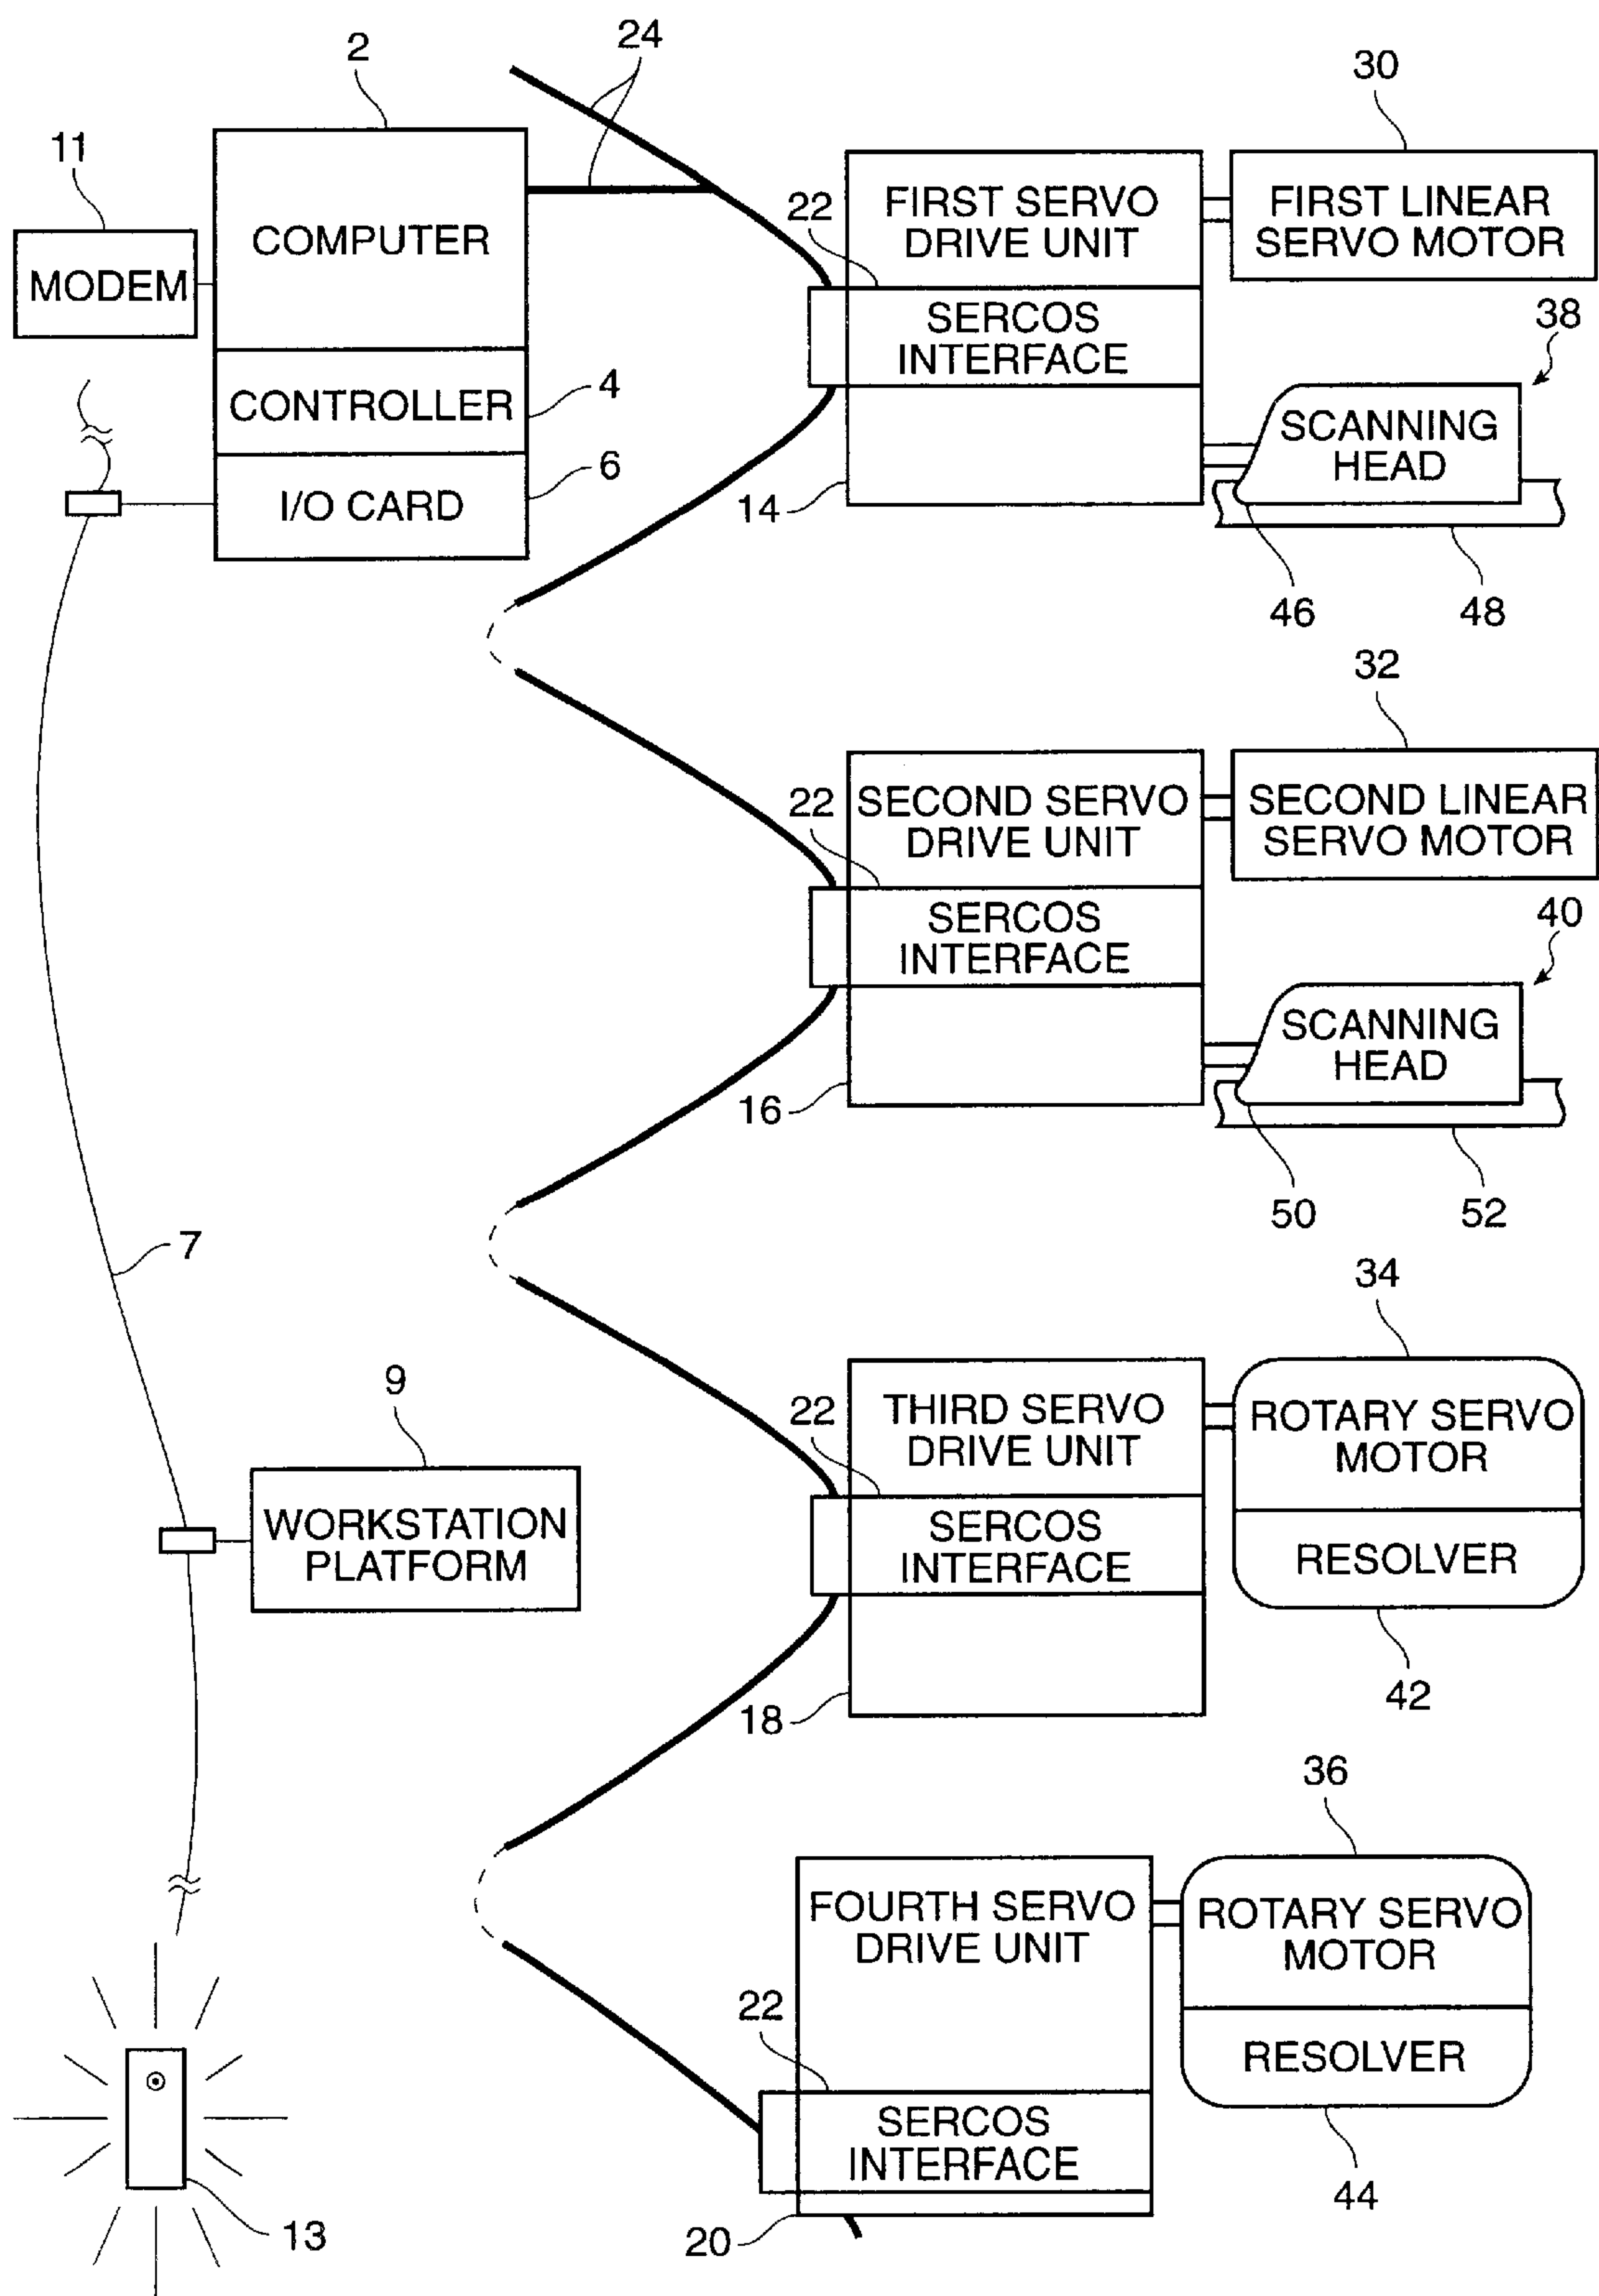 24
2
30
11
COMPUTER
MODEM
CONTROLLER
4
I/O CARD
6
22
FIRST SERVO
DRIVE UNIT
SERCOS
INTERFACE
14
FIRST LINEAR
SERVO MOTOR
38
SCANNING
HEAD
46
48
32
22
SECOND SERVO
DRIVE UNIT
SERCOS
INTERFACE
16
SECOND LINEAR
SERVO MOTOR
40
SCANNING
HEAD
50
52
7
34
9
WORKSTATION
PLATFORM
22
THIRD SERVO
DRIVE UNIT
SERCOS
INTERFACE
18
ROTARY SERVO
MOTOR
RESOLVER
42
36
FOURTH SERVO
DRIVE UNIT
22
SERCOS
INTERFACE
20
ROTARY SERVO
MOTOR
RESOLVER
44
13